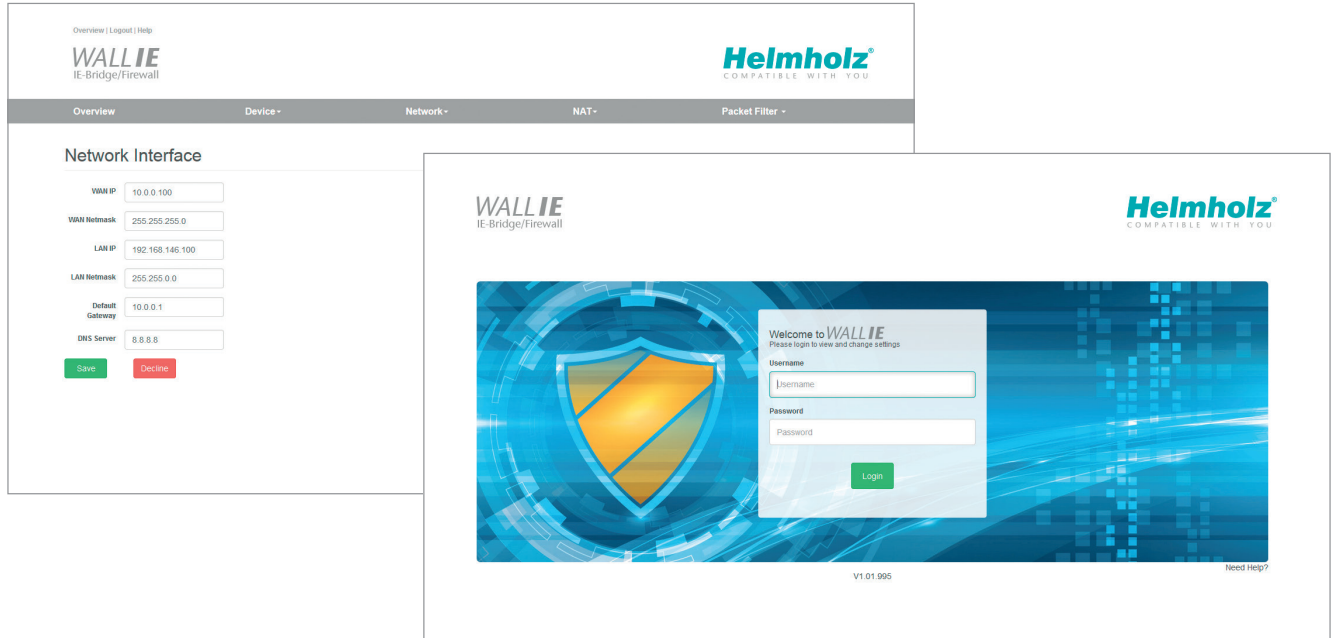 Overview | Logout | Help
WALL IE
IE-Bridge/Firewall
Helmholz®
COMPATIBLE WITH YOU
Overview Device Network NAT Packet Filter
Network Interface
WAN IP 10.0.0.100
WAN Netmask 255.255.255.0
LAN IP 192.168.146.100
LAN Netmask 255.255.0.0
Default Gateway 10.0.0.1
DNS Server 8.8.8.8
Save Decline
WALL IE
IE-Bridge/Firewall
Helmholz®
COMPATIBLE WITH YOU
Welcome to WALL IE
Please login to view and change settings
Username
Username
Password
Password
Login
Need Help?
V1.01.995